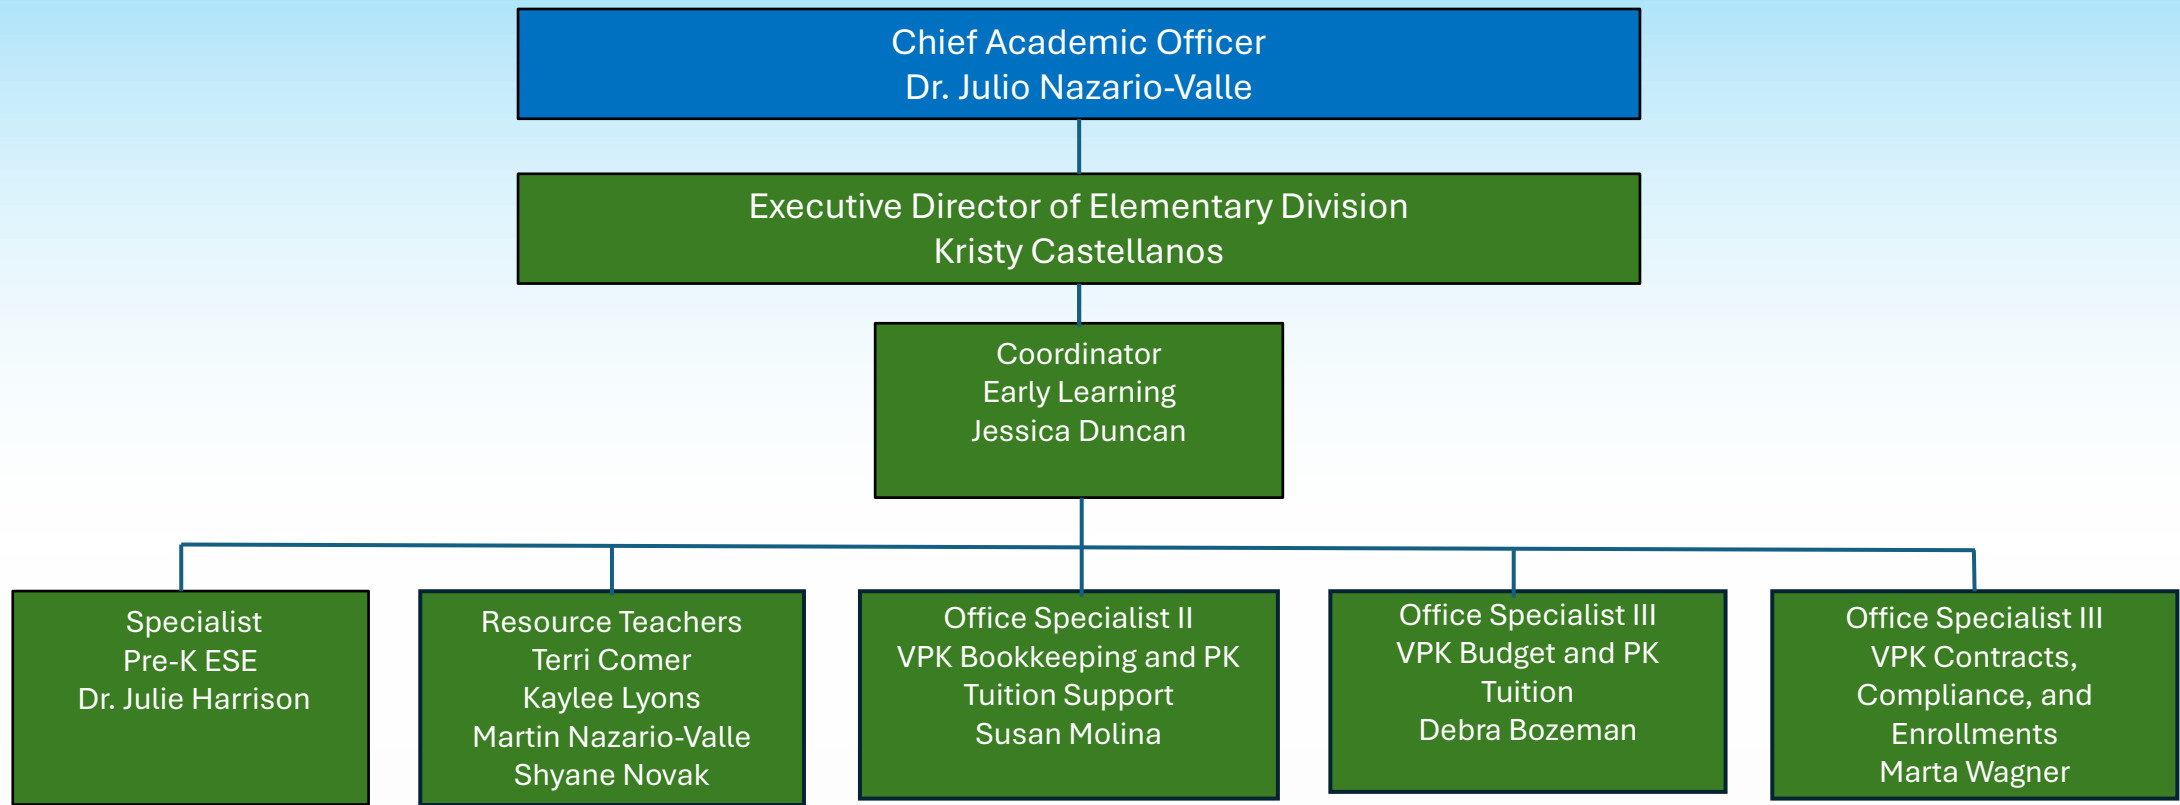 Chief Academic Officer
Dr. Julio Nazario-Valle
Executive Director of Elementary Division
Kristy Castellanos
Coordinator
Early Learning
Jessica Duncan
Specialist
Pre-K ESE
Dr. Julie Harrison
Resource Teachers
Terri Comer
Kaylee Lyons
Martin Nazario-Valle
Shyane Novak
Office Specialist II
VPK Bookkeeping and PK
Tuition Support
Susan Molina
Office Specialist III
VPK Budget and PK
Tuition
Debra Bozeman
Office Specialist III
VPK Contracts,
Compliance, and
Enrollments
Marta Wagner